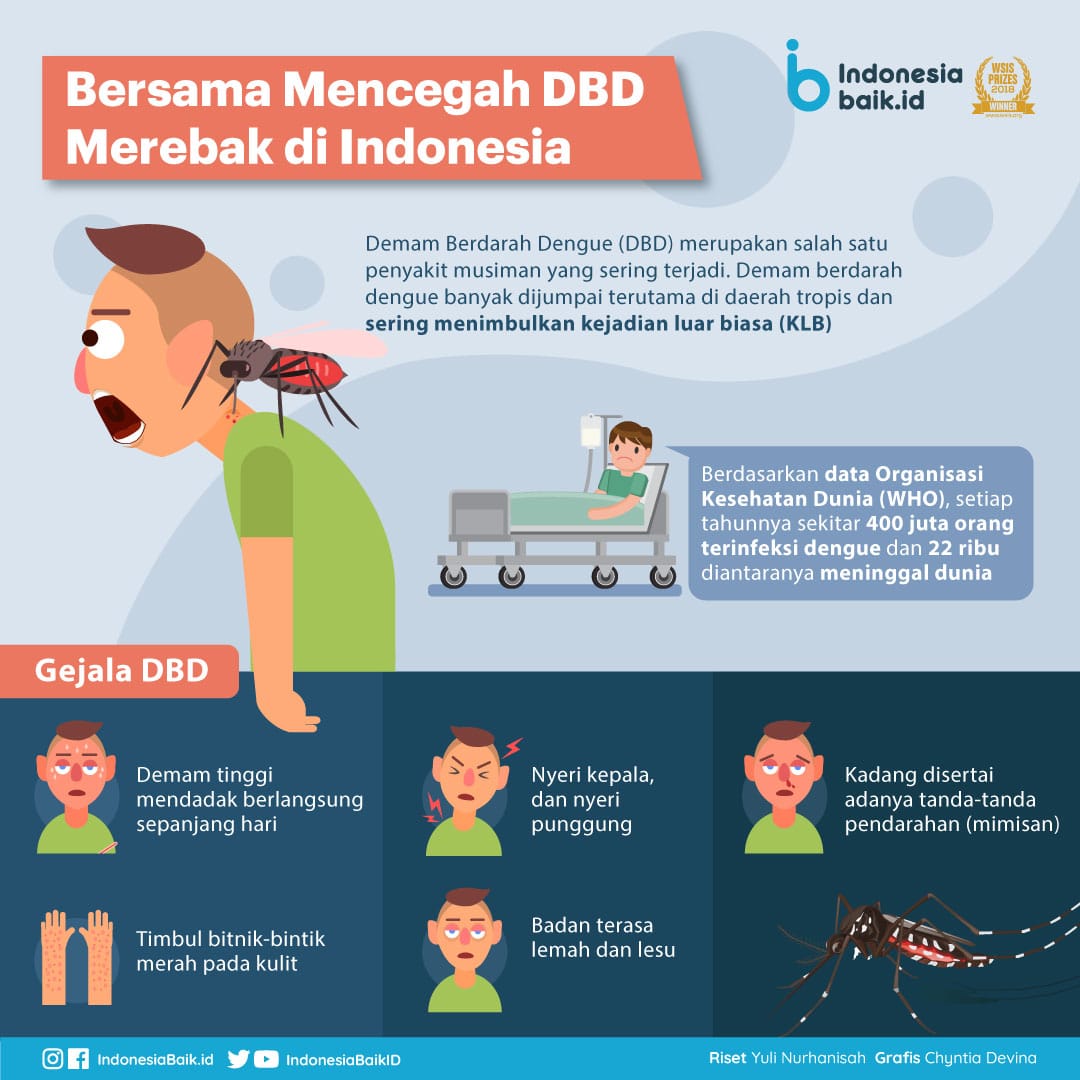 Bersama Mencegah DBD
Merebak di Indonesia
Indonesia
baik.id
WSIS
PRIZES
2018
WINNER
Demam Berdarah Dengue (DBD) merupakan salah satu
penyakit musiman yang sering terjadi. Demam berdarah
dengue banyak dijumpai terutama di daerah tropis dan
sering menimbulkan kejadian luar biasa (KLB)
Berdasarkan data Organisasi
Kesehatan Dunia (WHO), setiap
tahunnya sekitar 400 juta orang
terinfeksi dengue dan 22 ribu
diantaranya meninggal dunia
Gejala DBD
Demam tinggi
mendadak berlangsung
sepanjang hari
Nyeri kepala,
dan nyeri
punggung
Kadang disertai
adanya tanda-tanda
pendarahan (mimisan)
Timbul bitnik-bintik
merah pada kulit
Badan terasa
lemah dan lesu
IndonesiaBaik.id
IndonesiaBaikID
Riset Yuli Nurhanisah Grafis Chyntia Devina